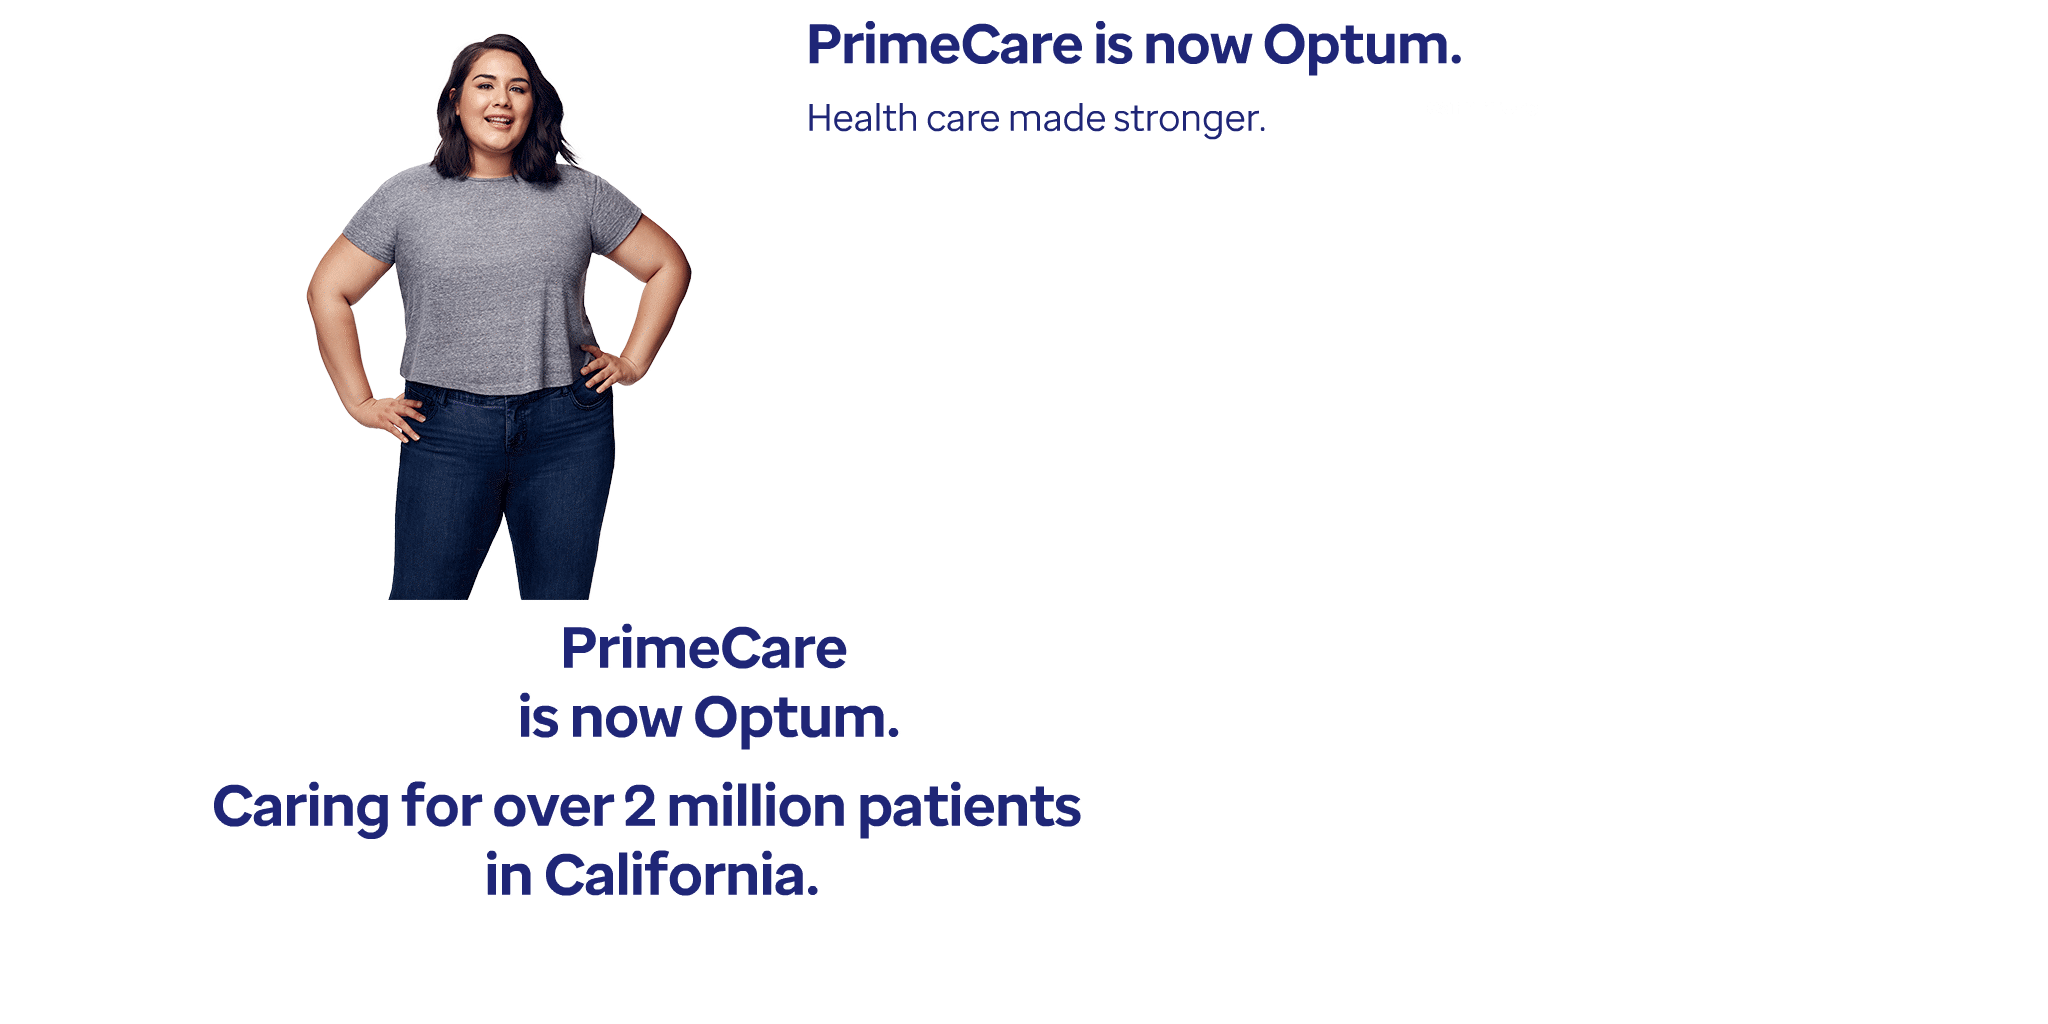 PrimeCare is now Optum.
Health care made stronger.
PrimeCare
is now Optum.
Caring for over 2 million patients
in California.